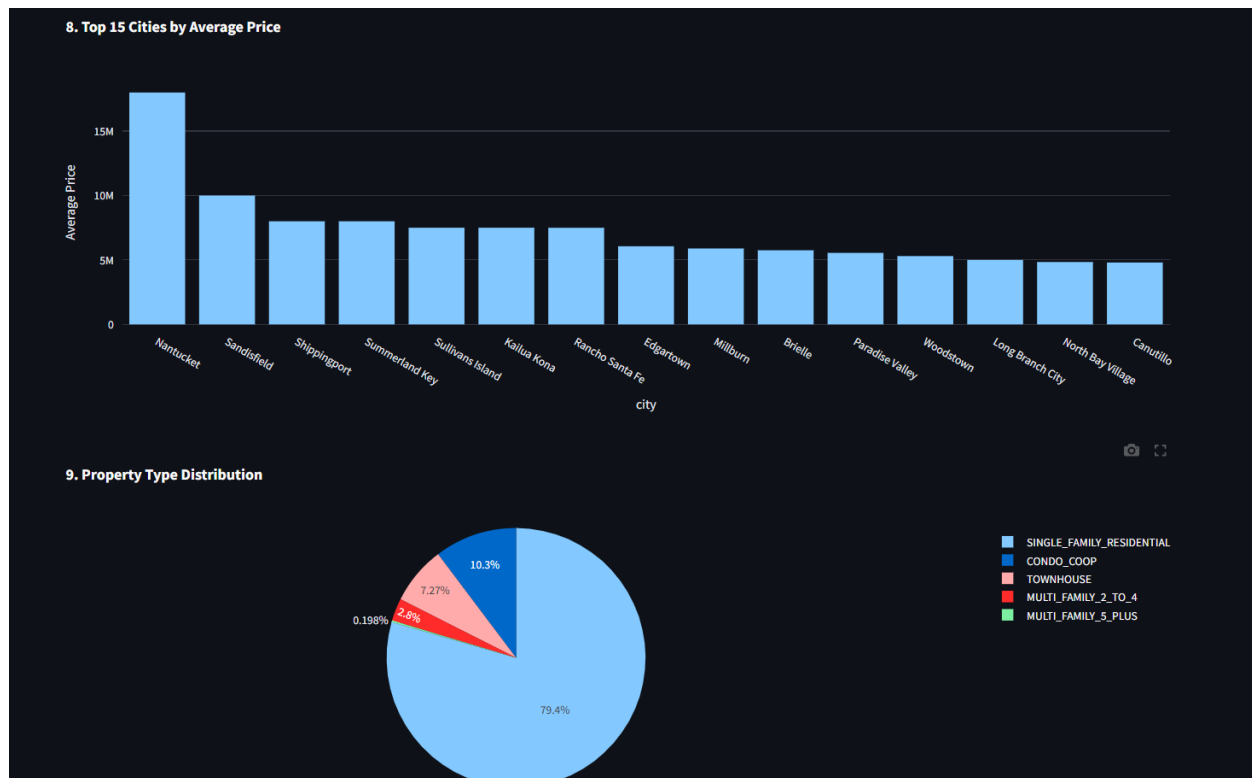 8. Top 15 Cities by Average Price
15M
10M
5M
0
Average Price
Nantucket
Sandisfield
Shippingport
Summerland Key
Sullivans Island
Kailua Kona
Rancho Santa Fe
Edgartown
Millburn
Brielle
Paradise Valley
Woodstown
Long Branch City
North Bay Village
Canutillo
city
9. Property Type Distribution
10.3%
7.27%
2.8%
0.198%
79.4%
SINGLE_FAMILY_RESIDENTIAL
CONDO_COOP
TOWNHOUSE
MULTI_FAMILY_2_TO_4
MULTI_FAMILY_5_PLUS